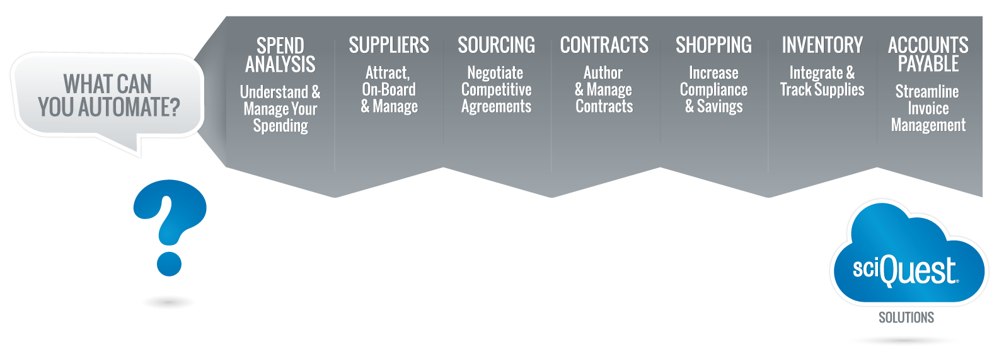 WHAT CAN
YOU AUTOMATE?
SPEND
ANALYSIS
Understand &
Manage Your
Spending
SUPPLIERS
Attract,
On-Board
& Manage
SOURCING
Negotiate
Competitive
Agreements
CONTRACTS
Author
& Manage
Contracts
SHOPPING
Increase
Compliance
& Savings
INVENTORY
Integrate &
Track Supplies
ACCOUNTS
PAYABLE
Streamline
Invoice
Management
?
sciQuest®
SOLUTIONS